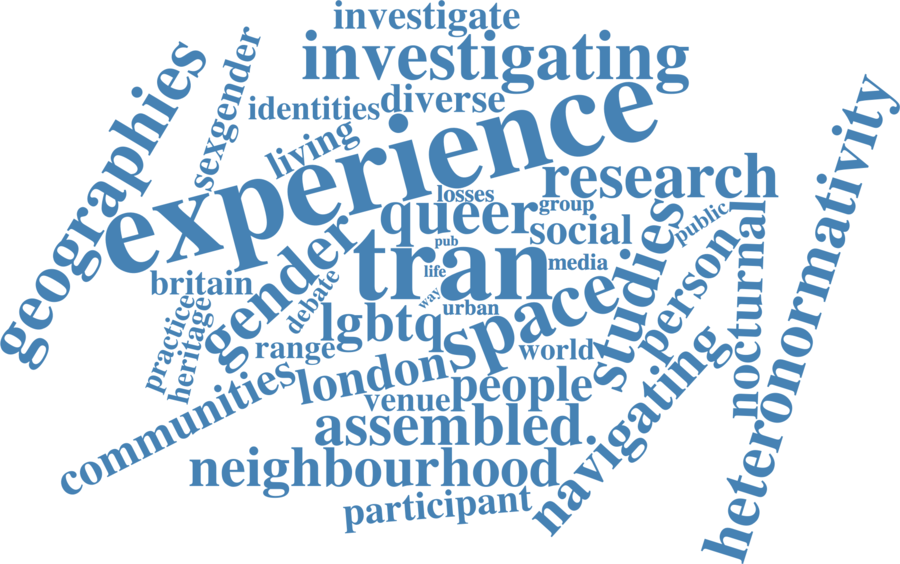 investigate
investigating
geographies
sexgender
identities
diverse
living
experience
research
losses
queer
group
social
public
heteronormativity
pub
tran
media
life
gender
britain
debate
way
urban
space
studies
person
nocturnal
practice
heritage
lgbtq
range
world
navigating
communities
london
venue
people
assembled
neighbourhood
participant